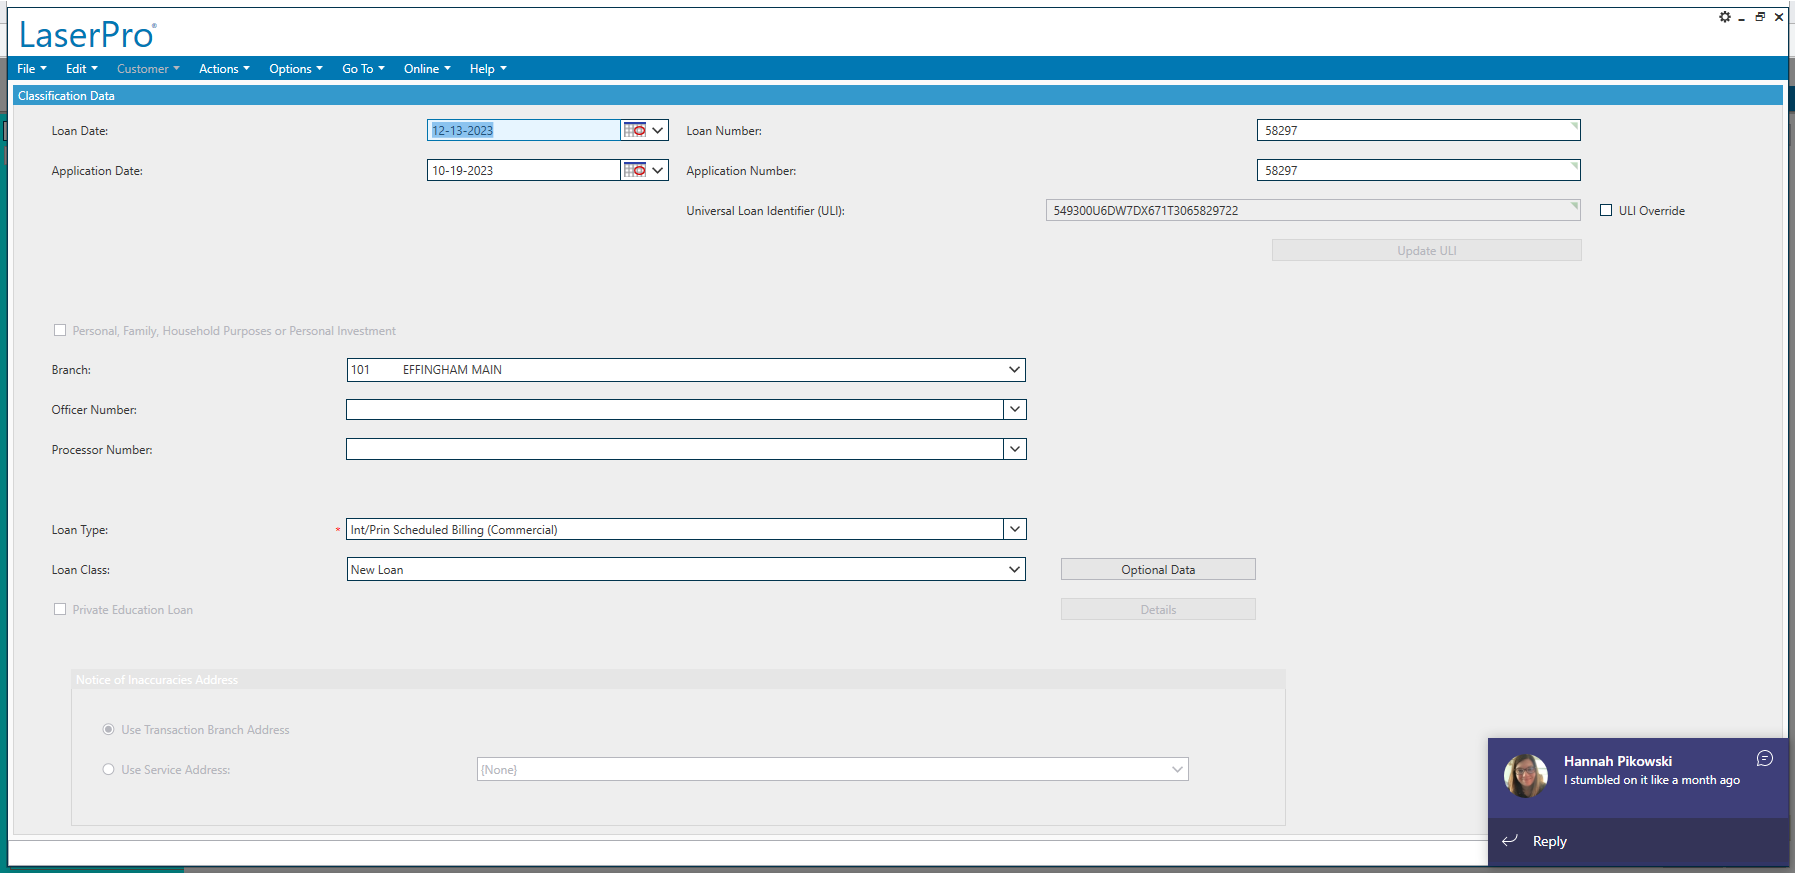 LaserPro®
File Edit Customer Actions Options Go To Online Help
Classification Data
Loan Date: 12-13-2023 Loan Number: 58297
Application Date: 10-19-2023 Application Number: 58297
Universal Loan Identifier (ULI): 549300U6DW7DX671T3065829722 ULI Override
Update ULI
Personal, Family, Household Purposes or Personal Investment
Branch: 101 EFFINGHAM MAIN
Officer Number:
Processor Number:
Loan Type: * Int/Prin Scheduled Billing (Commercial)
Loan Class: New Loan Optional Data
Private Education Loan Details
Notice of Inaccuracies Address
Use Transaction Branch Address
Use Service Address: {None}
Hannah Pikowski
I stumbled on it like a month ago
Reply